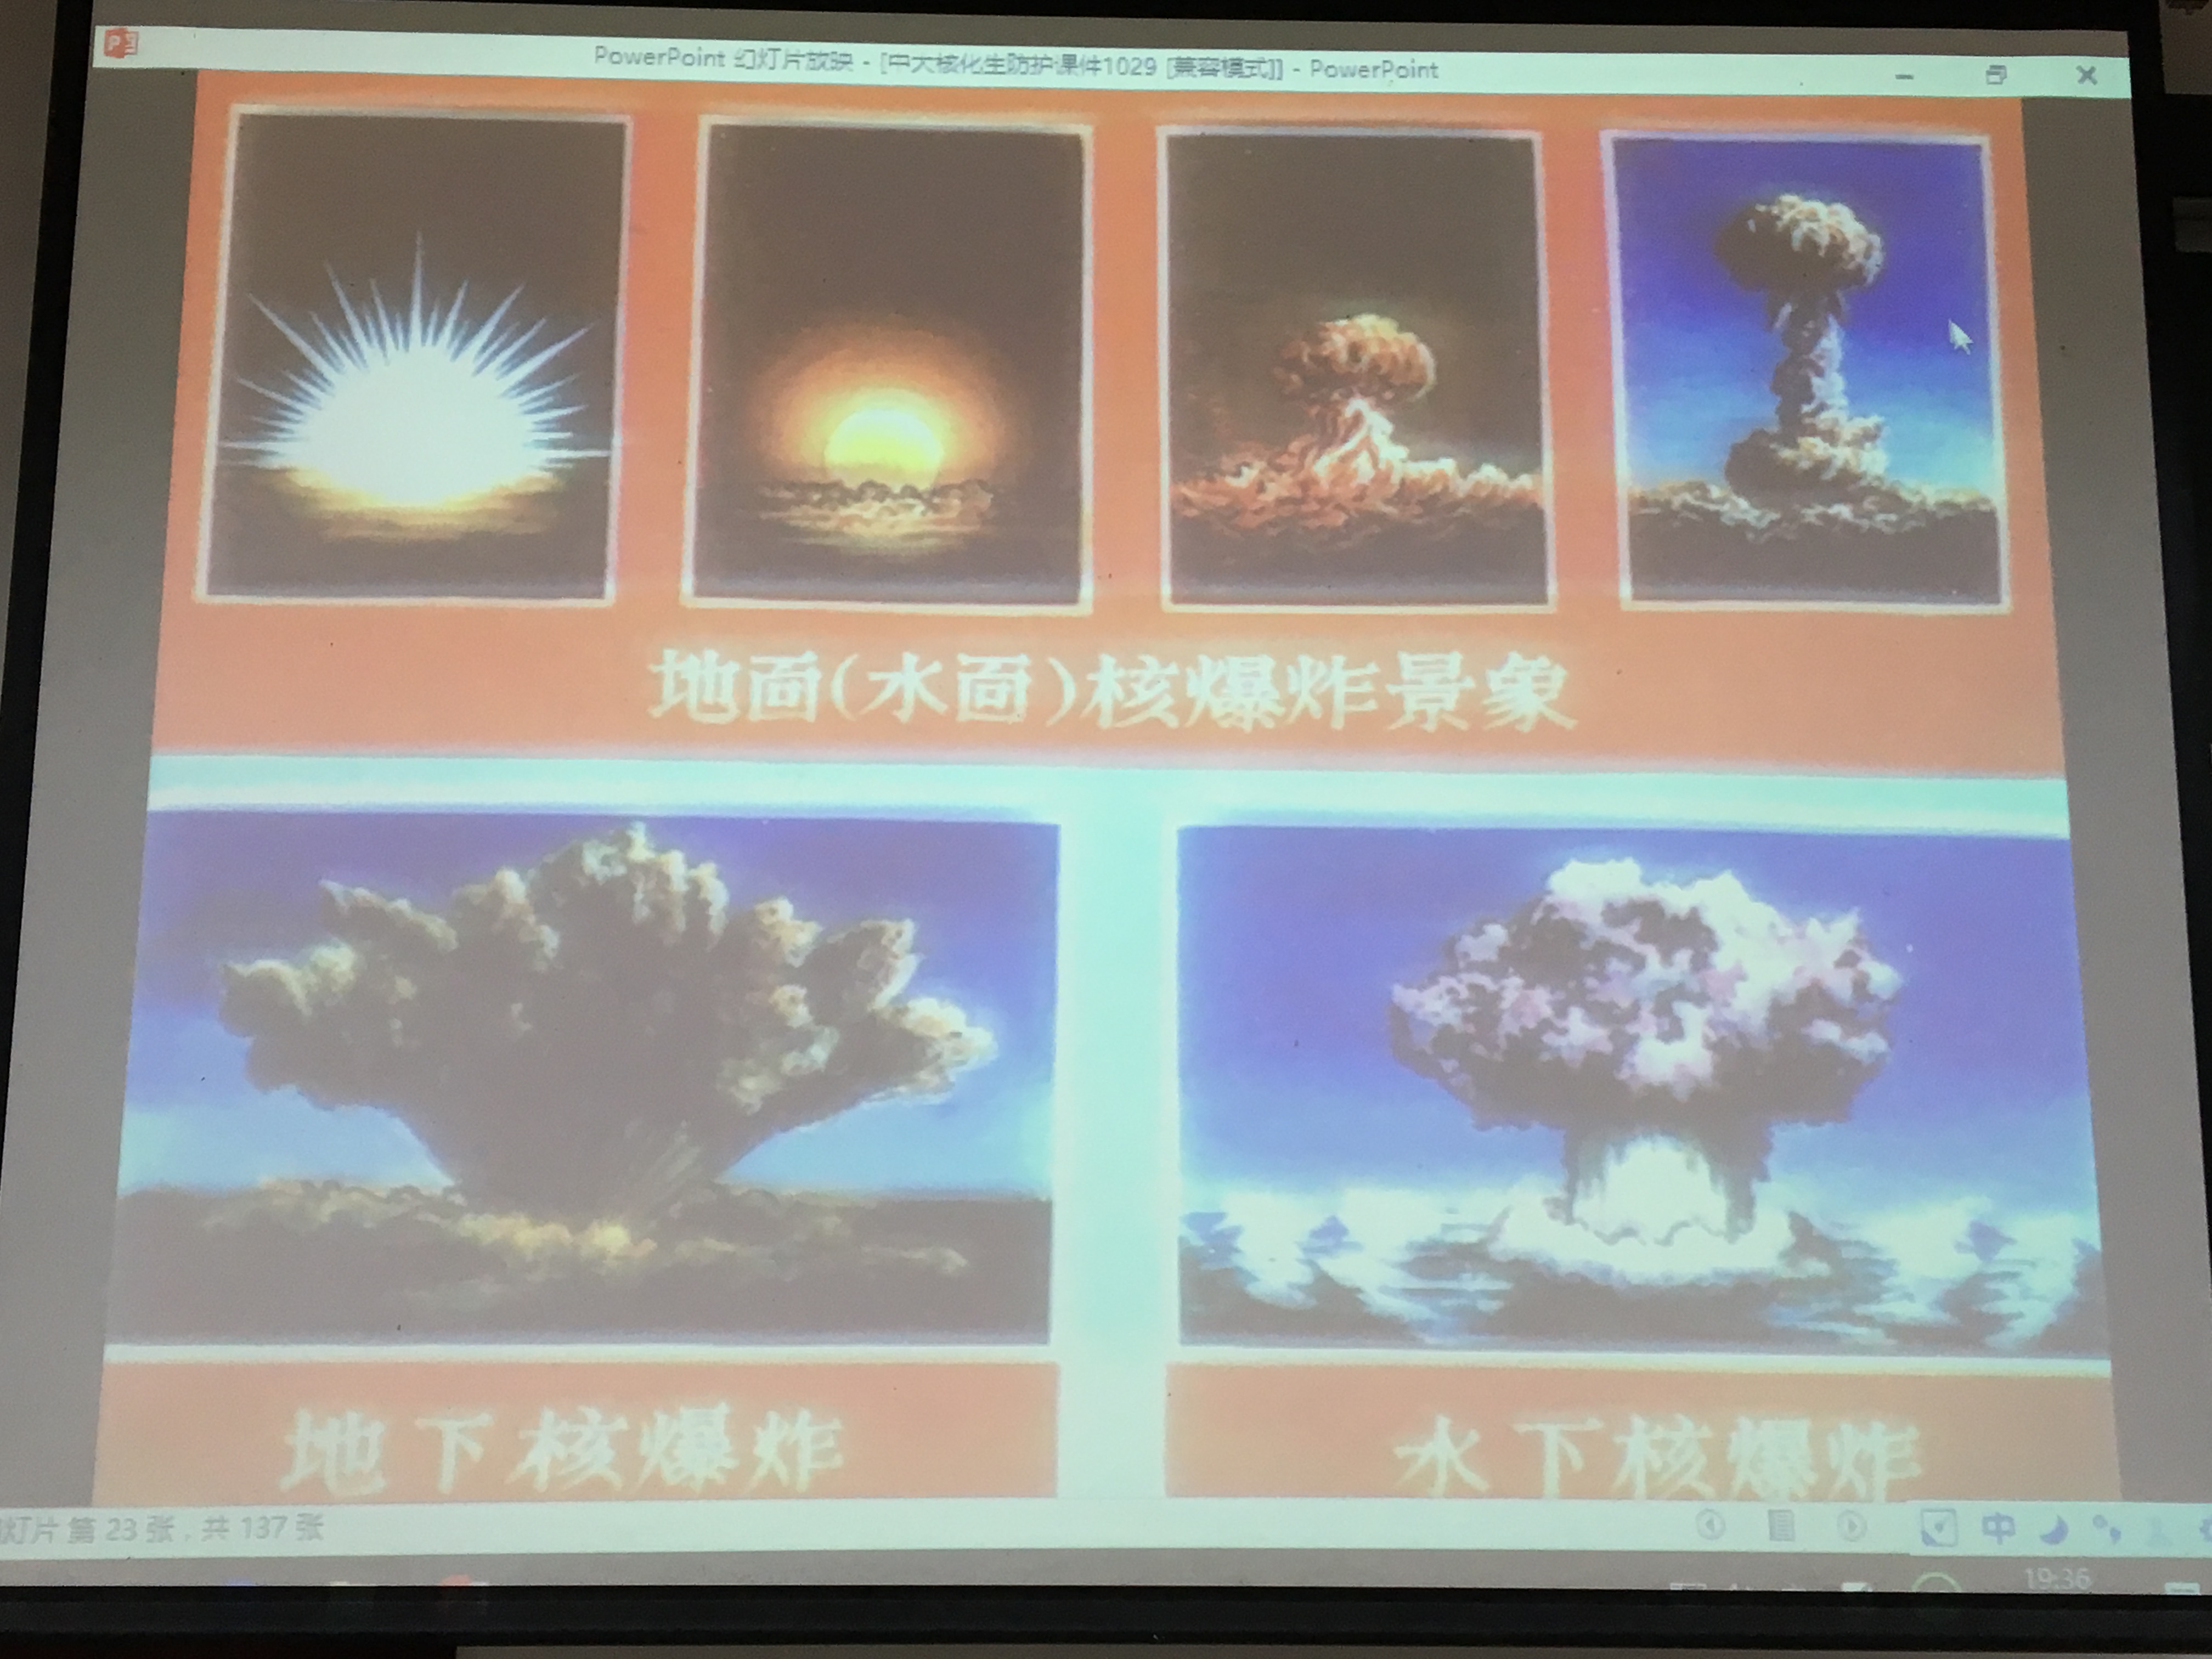 PowerPoint 幻灯片放映 - [中大核化生防护课件1029 [兼容模式]] - PowerPoint
地面(水面)核爆炸景象
地下核爆炸
水下核爆炸
灯片 第 23 张，共 137 张
中
19:36